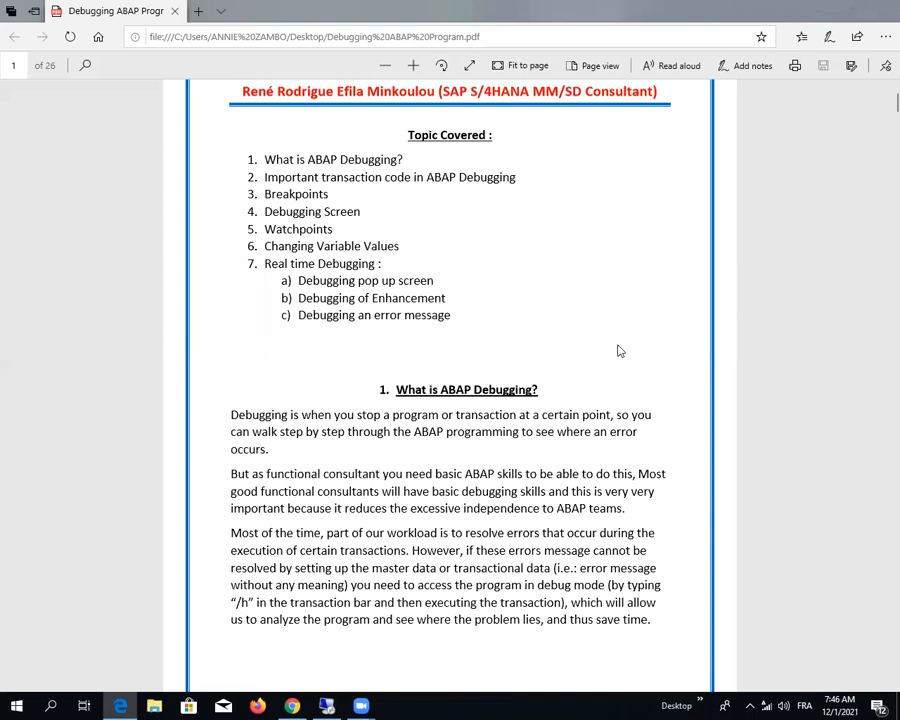 Debugging ABAP Progr
file:///C:/Users/ANNIE%20ZAMBO/Desktop/Debugging%20ABAP%20Program.pdf
1 of 26 Fit to page Page view Read aloud Add notes
René Rodrigue Efila Minkoulou (SAP S/4HANA MM/SD Consultant)
Topic Covered :
1. What is ABAP Debugging?
2. Important transaction code in ABAP Debugging
3. Breakpoints
4. Debugging Screen
5. Watchpoints
6. Changing Variable Values
7. Real time Debugging :
a) Debugging pop up screen
b) Debugging of Enhancement
c) Debugging an error message
1. What is ABAP Debugging?
Debugging is when you stop a program or transaction at a certain point, so you
can walk step by step through the ABAP programming to see where an error
occurs.
But as functional consultant you need basic ABAP skills to be able to do this, Most
good functional consultants will have basic debugging skills and this is very very
important because it reduces the excessive independence to ABAP teams.
Most of the time, part of our workload is to resolve errors that occur during the
execution of certain transactions. However, if these errors message cannot be
resolved by setting up the master data or transactional data (i.e.: error message
without any meaning) you need to access the program in debug mode (by typing
“/h” in the transaction bar and then executing the transaction), which will allow
us to analyze the program and see where the problem lies, and thus save time.
Desktop
FRA
7:46 AM
12/1/2021
12